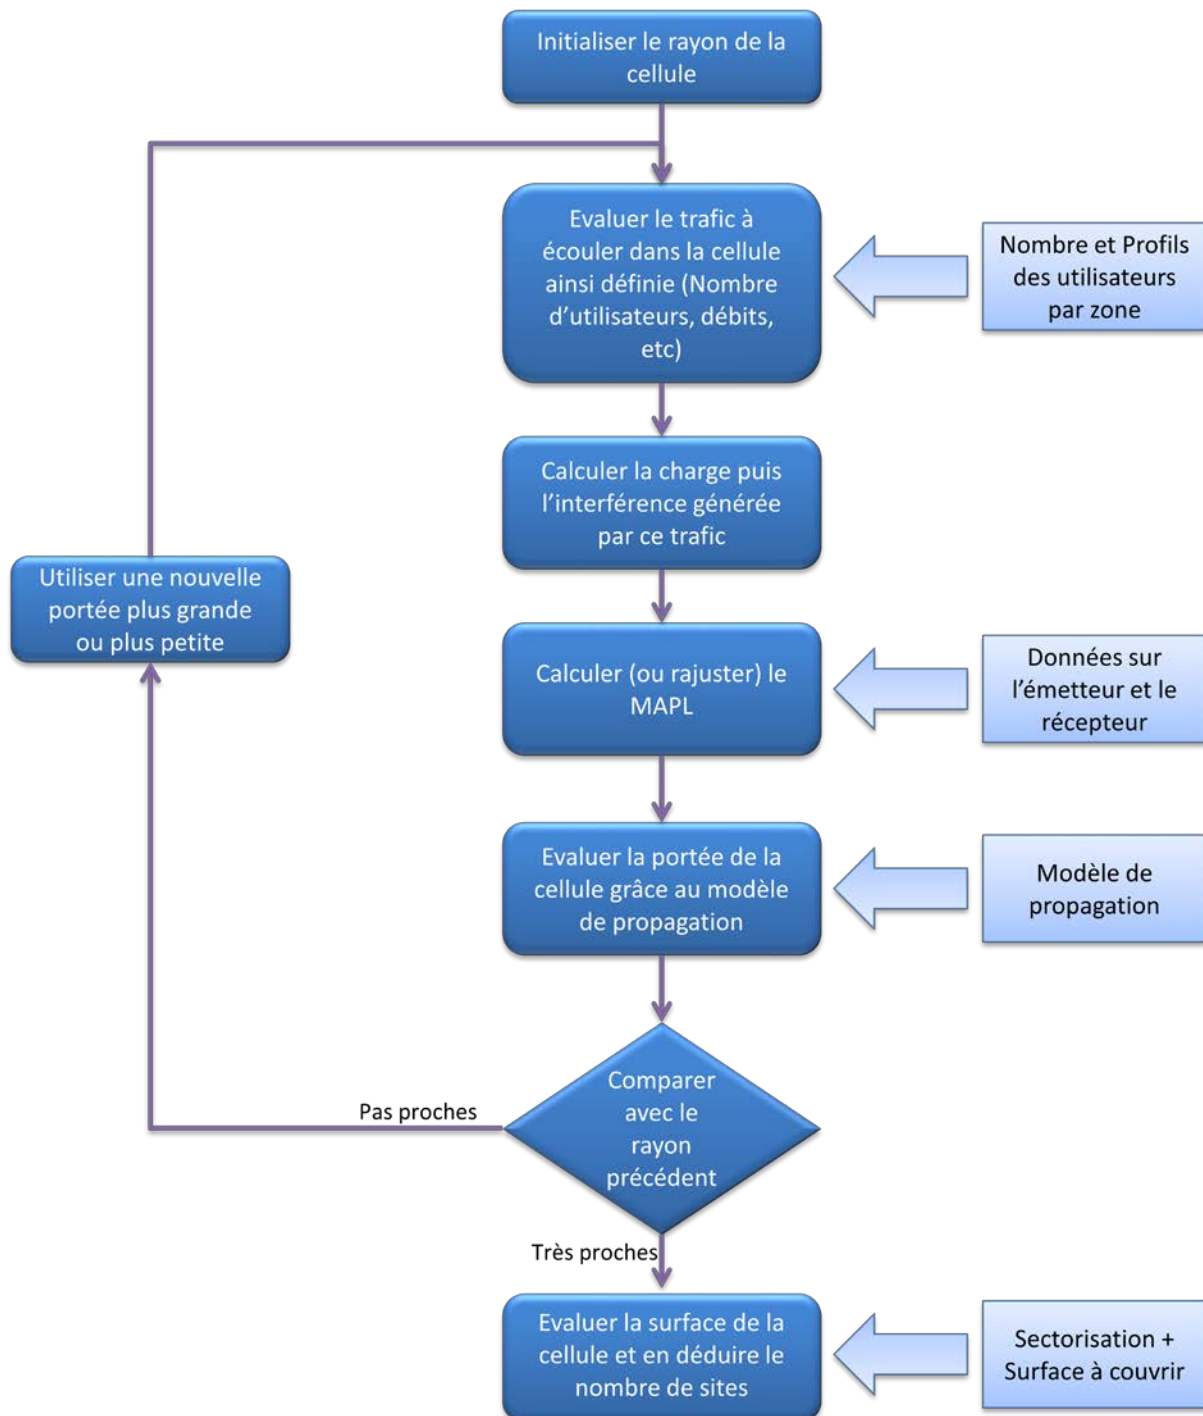 Initialiser le rayon de la
cellule
Evaluer le trafic à
écouler dans la cellule
ainsi définie (Nombre
d'utilisateurs, débits,
etc)
Nombre et Profils
des utilisateurs
par zone
Calculer la charge puis
l'interférence générée
par ce trafic
Utiliser une nouvelle
portée plus grande
ou plus petite
Calculer (ou rajuster) le
MAPL
Données sur
l'émetteur et le
récepteur
Evaluer la portée de la
cellule grâce au modèle
de propagation
Modèle de
propagation
Comparer
avec le
rayon
précédent
Pas proches
Très proches
Evaluer la surface de la
cellule et en déduire le
nombre de sites
Sectorisation +
Surface à couvrir